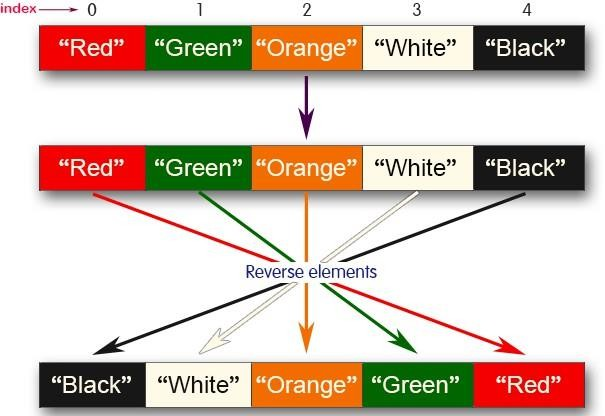 index 0 1 2 3 4
“Red” “Green” “Orange” “White” “Black”
“Red” “Green” “Orange” “White” “Black”
Reverse elements
“Black” “White” “Orange” “Green” “Red”